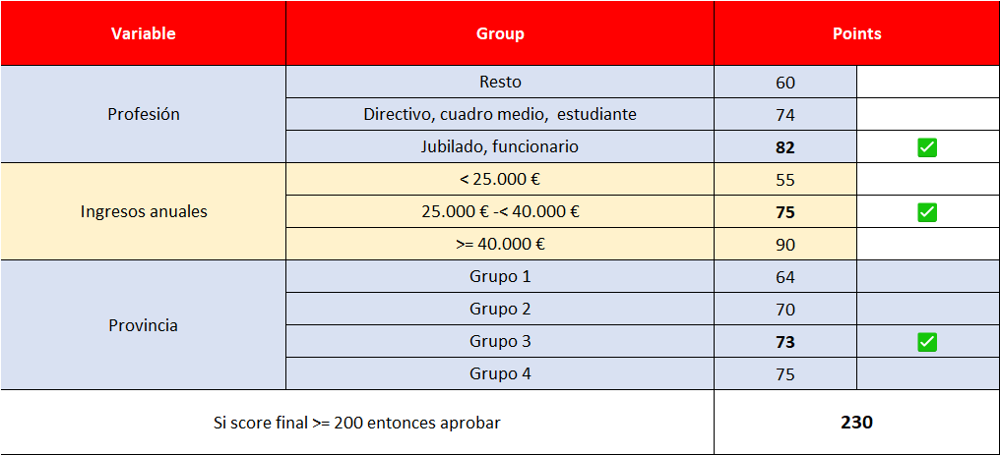 Variable Group Points
Resto 60
Profesión Directivo, cuadro medio, estudiante 74
Jubilado, funcionario 82
< 25.000 € 55
Ingresos anuales 25.000 € -< 40.000 € 75
>= 40.000 € 90
Grupo 1 64
Grupo 2 70
Provincia
Grupo 3 73
Grupo 4 75
Si score final >= 200 entonces aprobar 230